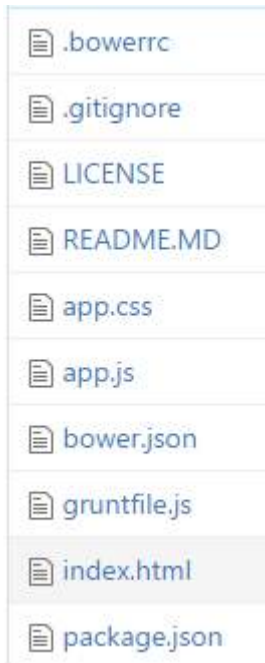 .bowerrc
.gitignore
LICENSE
README.MD
app.css
app.js
bower.json
gruntfile.js
index.html
package.json